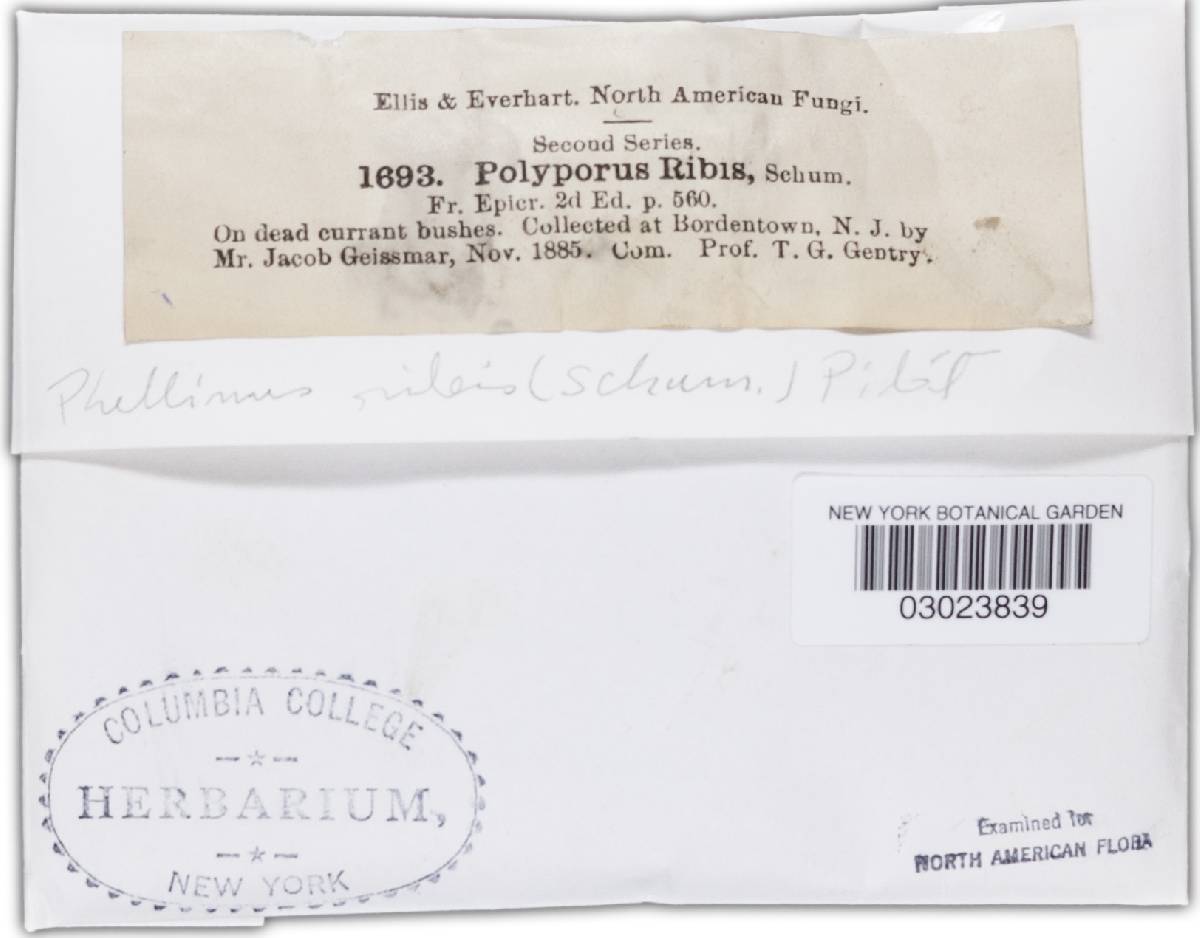 Ellis & Everhart. North American Fungi.
Second Series.
1693. Polyporus Ribis, Schum.
Fr. Epicr. 2d Ed. p. 560.
On dead currant bushes. Collected at Bordentown, N. J. by
Mr. Jacob Geissmar, Nov. 1885. Com. Prof. T. G. Gentry.
Phellinus ribis (Schum.) Pilát
NEW YORK BOTANICAL GARDEN
03023839
COLUMBIA COLLEGE
HERBARIUM,
NEW YORK
Examined for
NORTH AMERICAN FLORA